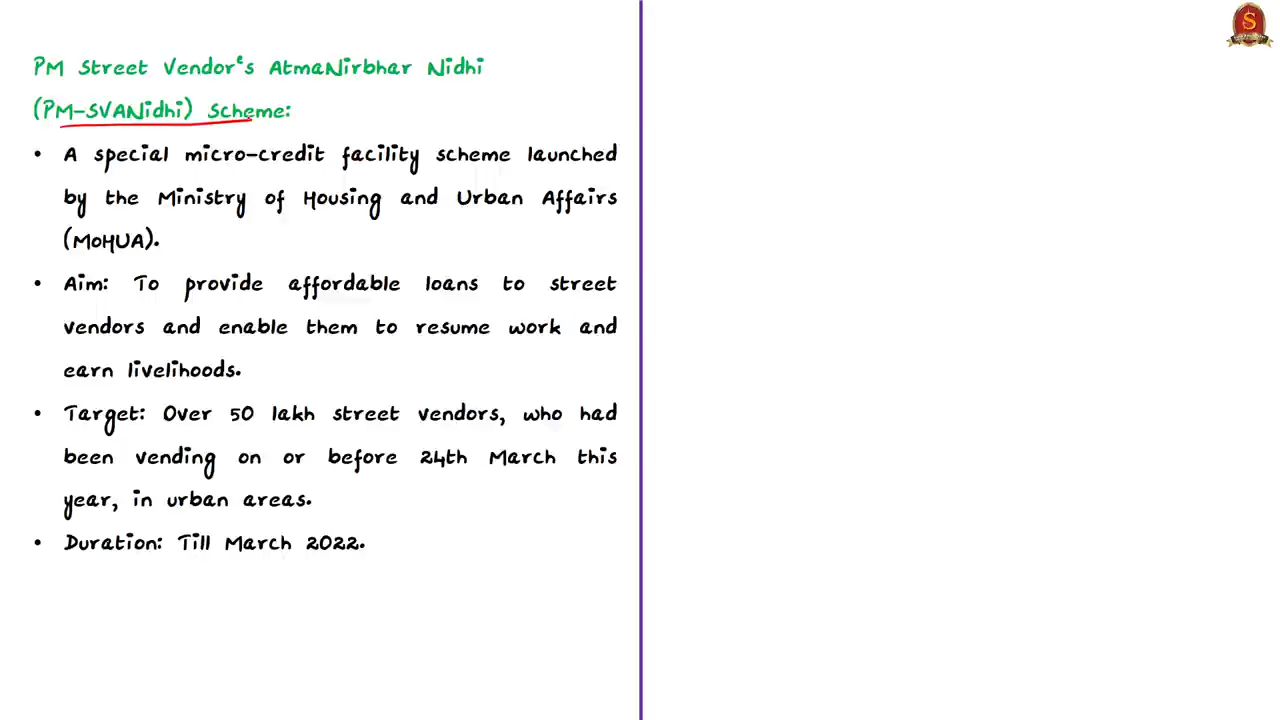 PM Street Vendor's AtmaNirbhar Nidhi
(PM-SVANidhi) Scheme:
• A special micro-credit facility scheme launched
by the Ministry of Housing and Urban Affairs
(MoHUA).
• Aim: To provide affordable loans to street
vendors and enable them to resume work and
earn livelihoods.
• Target: Over 50 lakh street vendors, who had
been vending on or before 24th March this
year, in urban areas.
• Duration: Till March 2022.
S